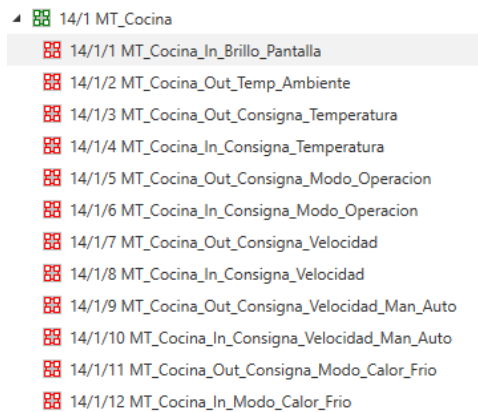 14/1 MT_Cocina
14/1/1 MT_Cocina_In_Brillo_Pantalla
14/1/2 MT_Cocina_Out_Temp_Ambiente
14/1/3 MT_Cocina_Out_Consigna_Temperatura
14/1/4 MT_Cocina_In_Consigna_Temperatura
14/1/5 MT_Cocina_Out_Consigna_Modo_Operacion
14/1/6 MT_Cocina_In_Consigna_Modo_Operacion
14/1/7 MT_Cocina_Out_Consigna_Velocidad
14/1/8 MT_Cocina_In_Consigna_Velocidad
14/1/9 MT_Cocina_Out_Consigna_Velocidad_Man_Auto
14/1/10 MT_Cocina_In_Consigna_Velocidad_Man_Auto
14/1/11 MT_Cocina_Out_Consigna_Modo_Calor_Frio
14/1/12 MT_Cocina_In_Modo_Calor_Frio